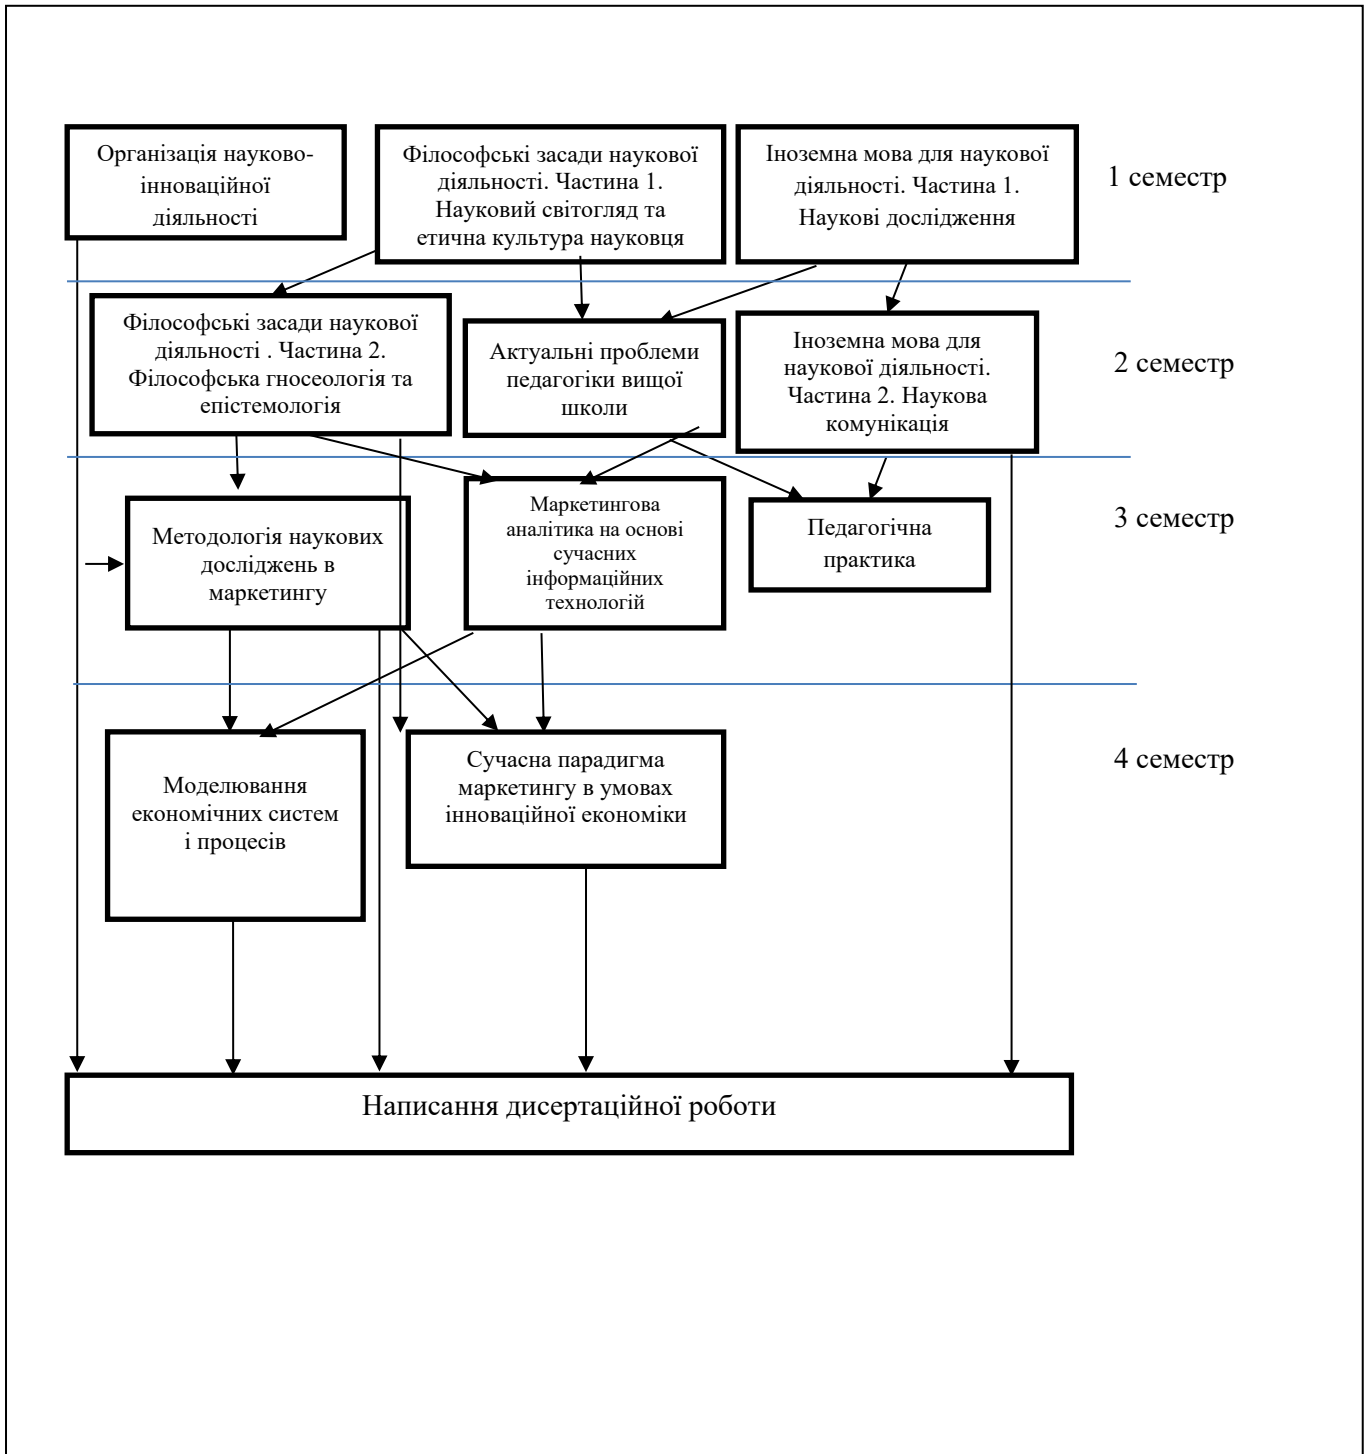 Організація науково-
інноваційної
діяльності
Філософські засади наукової
діяльності. Частина 1.
Науковий світогляд та
етична культура науковця
Іноземна мова для наукової
діяльності. Частина 1.
Наукові дослідження
1 семестр
Філософські засади наукової
діяльності . Частина 2.
Філософська гносеологія та
епістемологія
Актуальні проблеми
педагогіки вищої
школи
Іноземна мова для
наукової діяльності.
Частина 2. Наукова
комунікація
2 семестр
Методологія наукових
досліджень в
маркетингу
Маркетингова
аналітика на основі
сучасних
інформаційних
технологій
Педагогічна
практика
3 семестр
Моделювання
економічних систем
і процесів
Сучасна парадигма
маркетингу в умовах
інноваційної економіки
4 семестр
Написання дисертаційної роботи